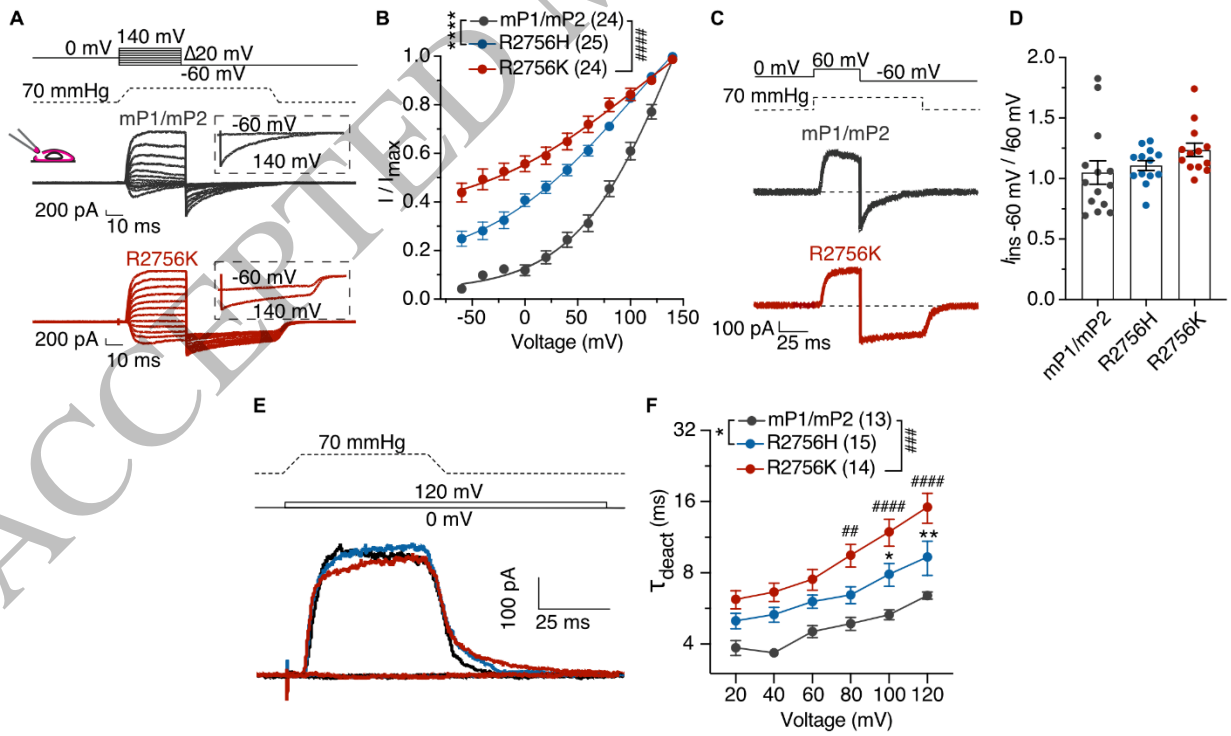 A
140 mV
0 mV
Δ20 mV
-60 mV
70 mmHg
mP1/mP2
-60 mV
140 mV
200 pA
10 ms
R2756K
-60 mV
140 mV
200 pA
10 ms
B
mP1/mP2 (24)
R2756H (25)
R2756K (24)
****
####
I / Imax
1.0
0.8
0.6
0.4
0.2
0.0
-50 0 50 100 150
Voltage (mV)
C
60 mV
0 mV
-60 mV
70 mmHg
mP1/mP2
R2756K
100 pA
25 ms
D
Iins -60 mV / I60 mV
2.0
1.5
1.0
0.5
0.0
mP1/mP2
R2756H
R2756K
E
70 mmHg
120 mV
0 mV
100 pA
25 ms
F
mP1/mP2 (13)
R2756H (15)
R2756K (14)
*
###
τdeact (ms)
32
16
8
4
##
####
####
*
**
20 40 60 80 100 120
Voltage (mV)
ACCEPTED M